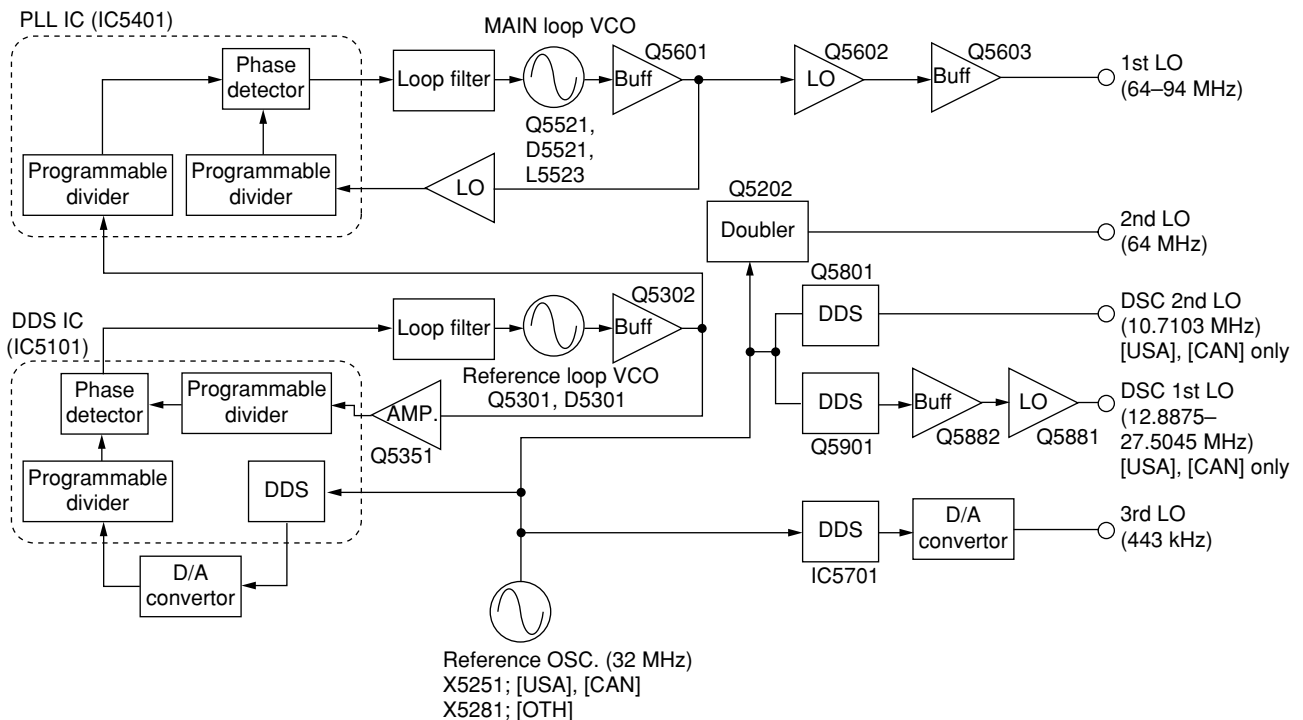 PLL IC (IC5401)
MAIN loop VCO
Phase
detector
Loop filter
Q5601
Buff
Q5602
LO
Q5603
Buff
1st LO
(64–94 MHz)
Q5521,
D5521,
L5523
Programmable
divider
Programmable
divider
LO
Q5202
Doubler
2nd LO
(64 MHz)
DDS IC
(IC5101)
Loop filter
Q5302
Buff
Reference loop VCO
Q5301, D5301
Q5801
DDS
DSC 2nd LO
(10.7103 MHz)
[USA], [CAN] only
Phase
detector
Programmable
divider
AMP.
Q5351
DDS
Q5901
Buff
Q5882
LO
Q5881
DSC 1st LO
(12.8875–
27.5045 MHz)
[USA], [CAN] only
Programmable
divider
DDS
D/A
convertor
DDS
IC5701
D/A
convertor
3rd LO
(443 kHz)
Reference OSC. (32 MHz)
X5251; [USA], [CAN]
X5281; [OTH]